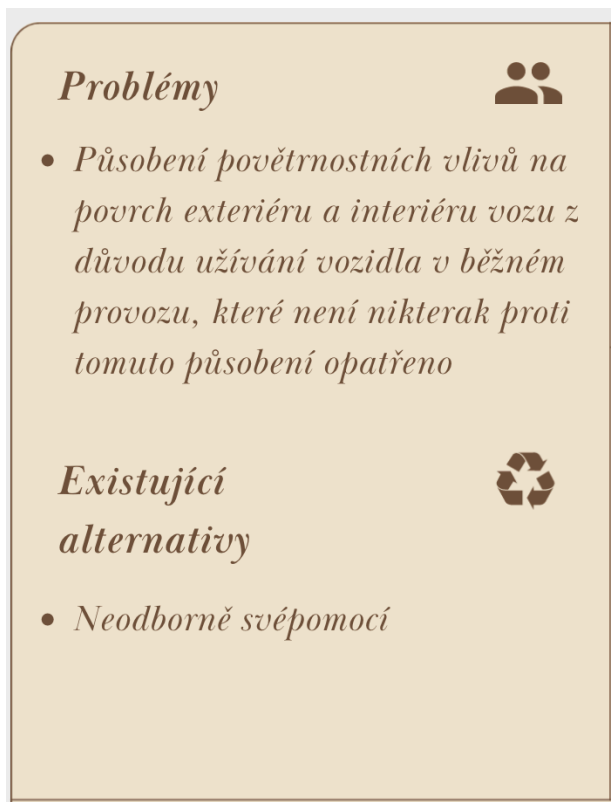 Problémy
• Působení povětrnostních vlivů na
povrch exteriéru a interiéru vozu z
důvodu užívání vozidla v běžném
provozu, které není nikterak proti
tomuto působení opatřeno
Existující
alternativy
• Neodborně svépomocí